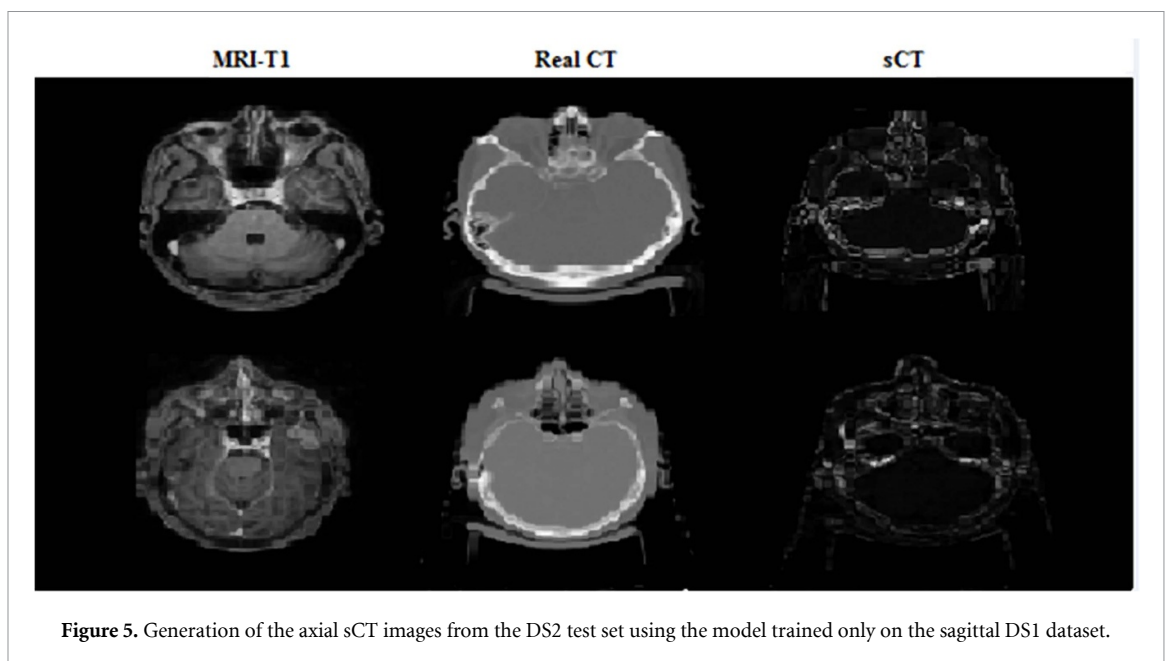 MRI-T1 Real CT sCT
Figure 5. Generation of the axial sCT images from the DS2 test set using the model trained only on the sagittal DS1 dataset.